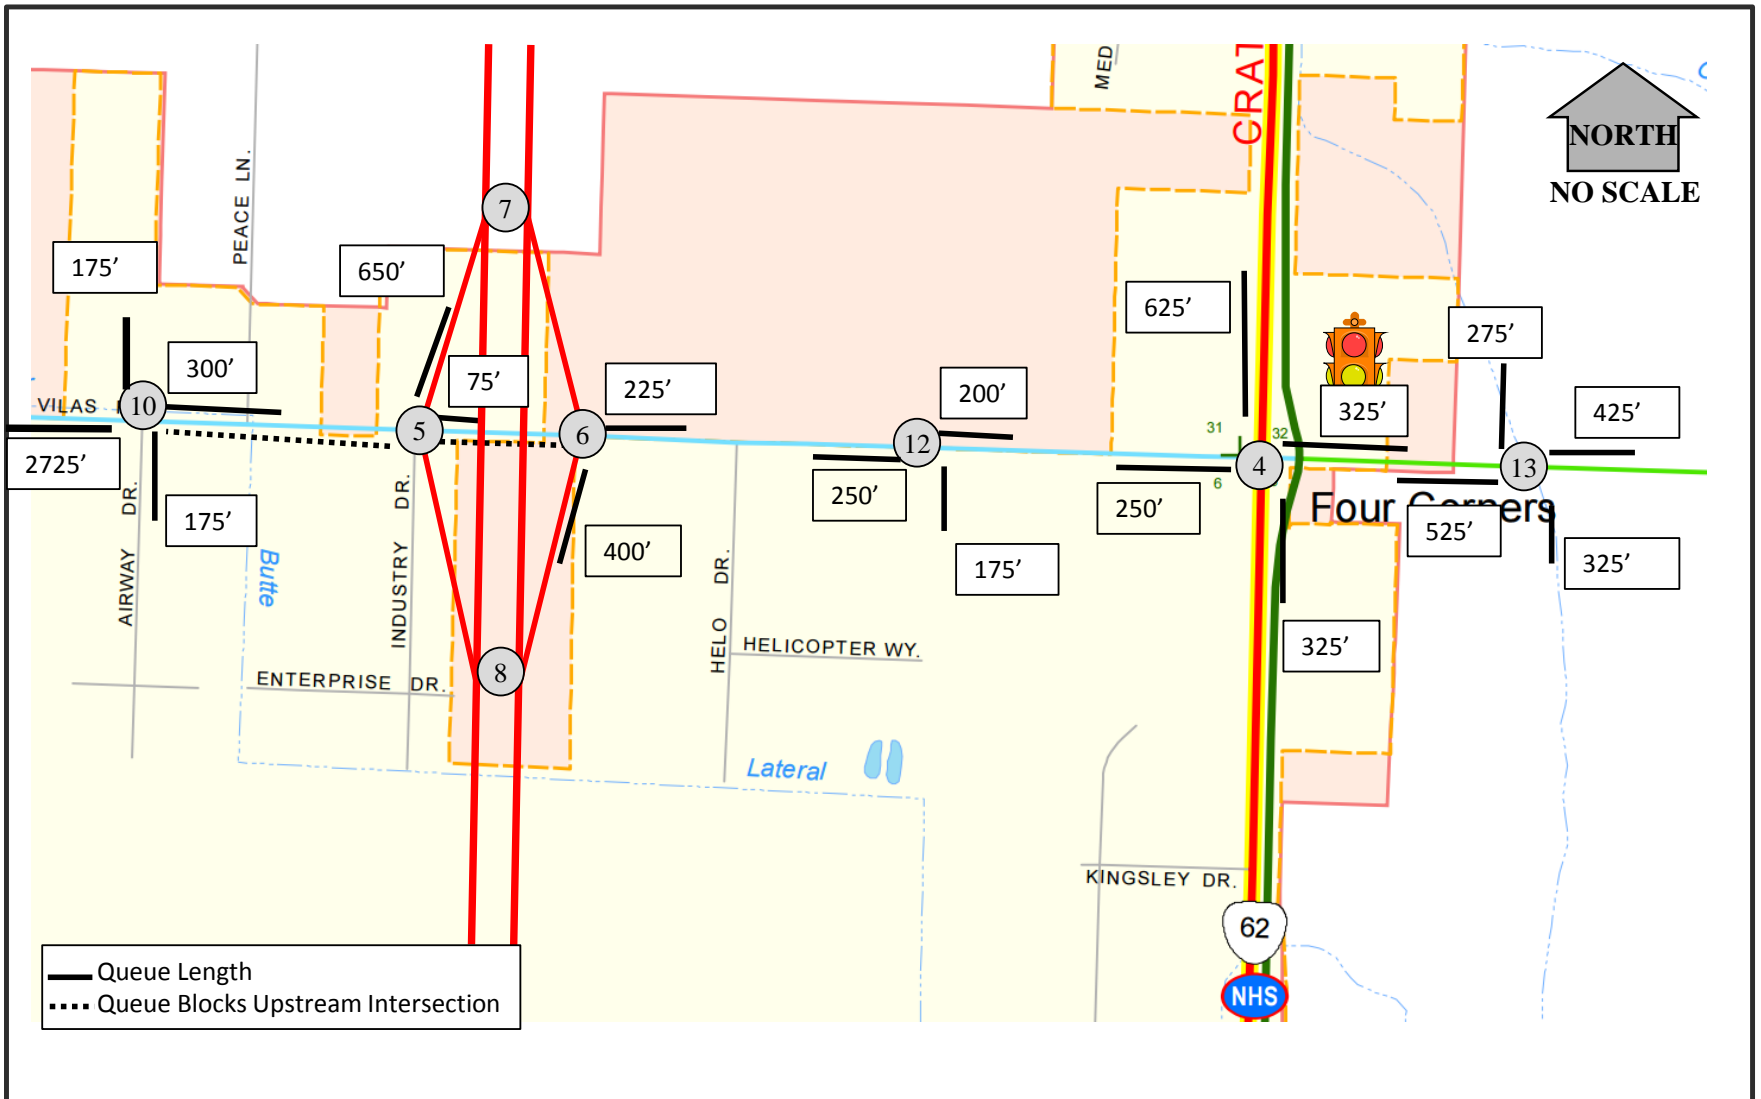 CRAT
MED
NORTH
NO SCALE
PEACE LN.
7
175'
650'
625'
275'
300'
75'
225'
200'
325'
425'
VILAS
10
5
6
12
31
32
4
6
13
2725'
175'
250'
250'
Four Corners
525'
325'
400'
175'
AIRWAY DR.
Butte
INDUSTRY DR.
HELO DR.
HELICOPTER WY.
325'
8
ENTERPRISE DR.
Lateral
KINGSLEY DR.
62
NHS
Queue Length
Queue Blocks Upstream Intersection